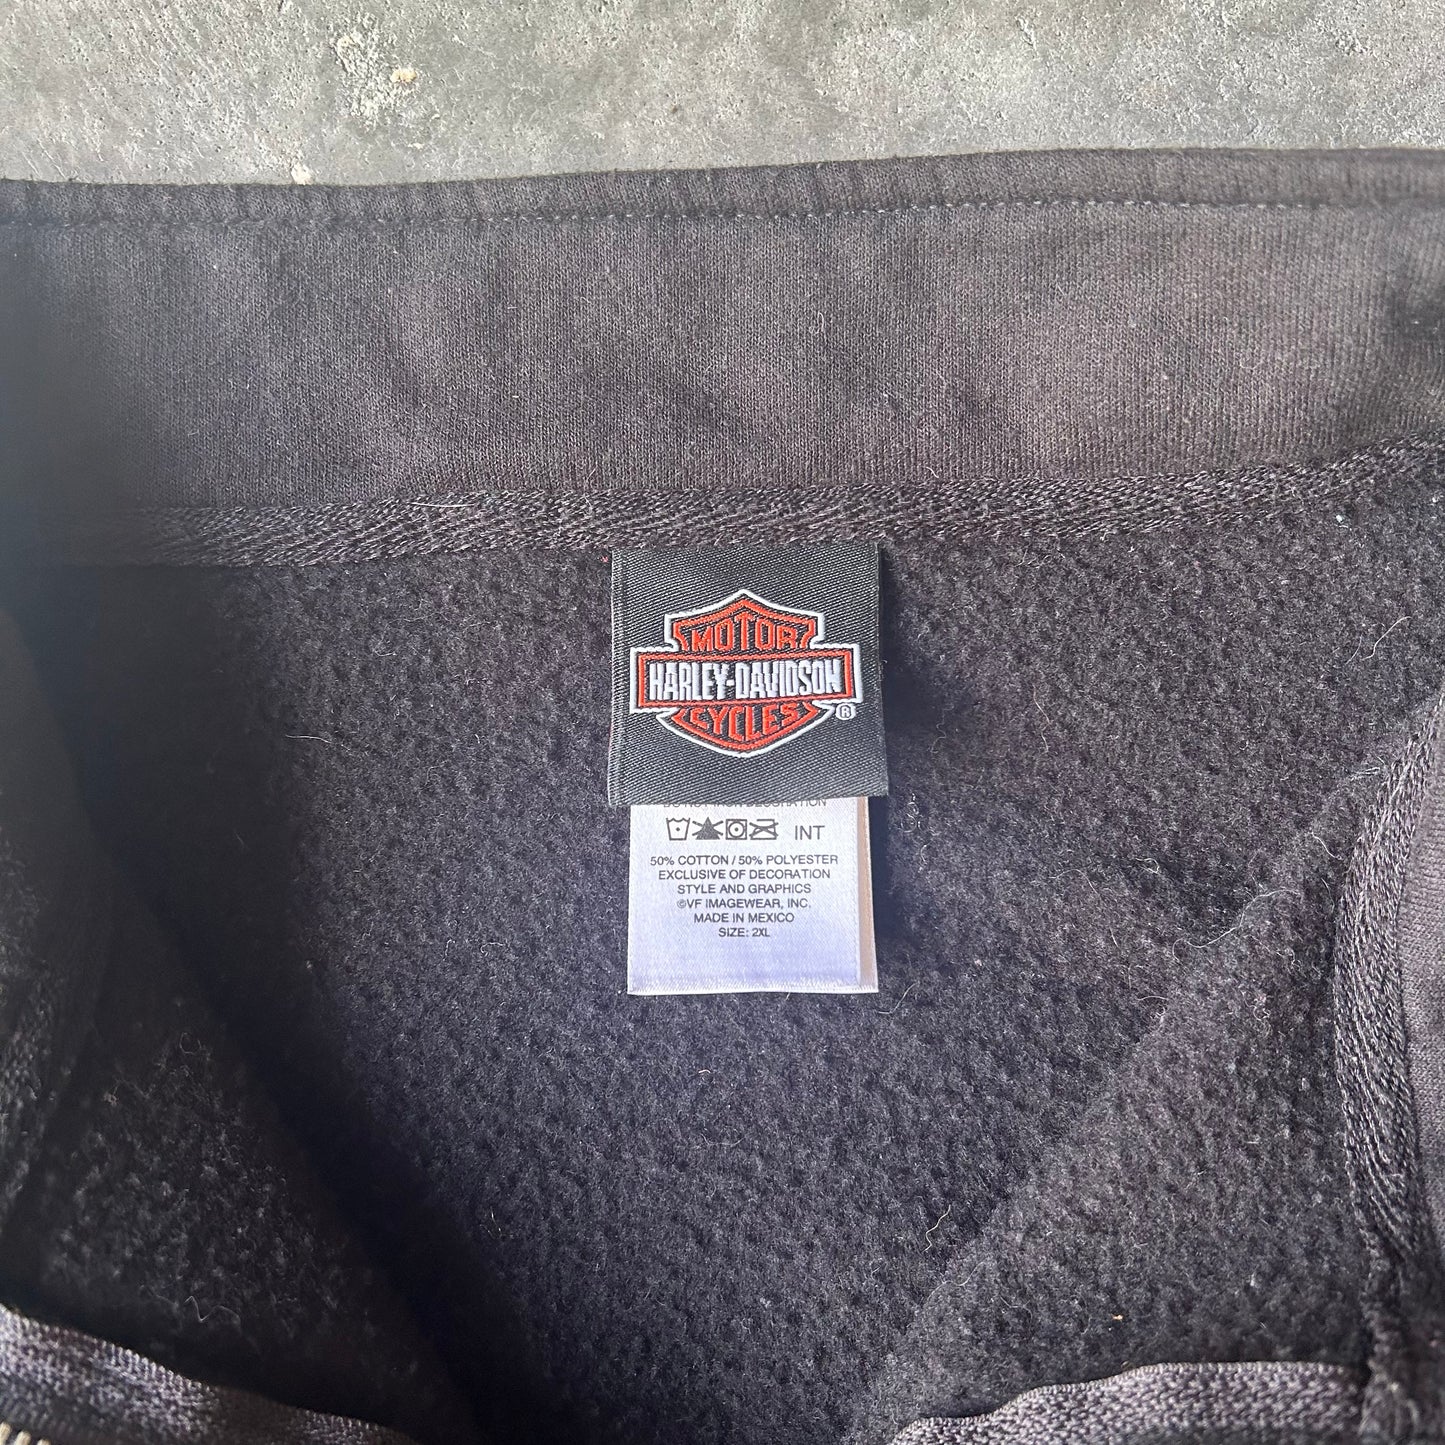 MOTOR
HARLEY-DAVIDSON
CYCLES
®
INT
50% COTTON / 50% POLYESTER
EXCLUSIVE OF DECORATION
STYLE AND GRAPHICS
©VF IMAGEWEAR, INC.
MADE IN MEXICO
SIZE: 2XL